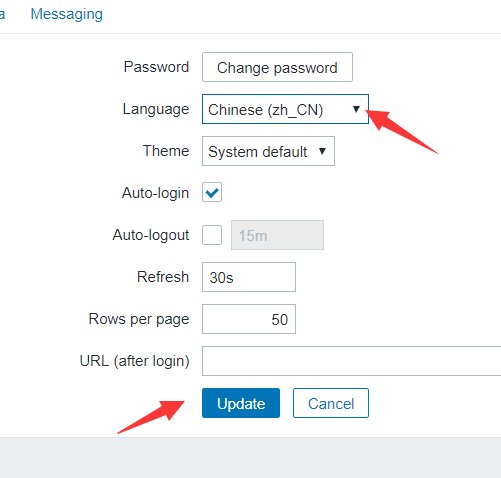 a Messaging
Password Change password
Language Chinese (zh_CN)
Theme System default
Auto-login
Auto-logout 15m
Refresh 30s
Rows per page 50
URL (after login)
Update Cancel